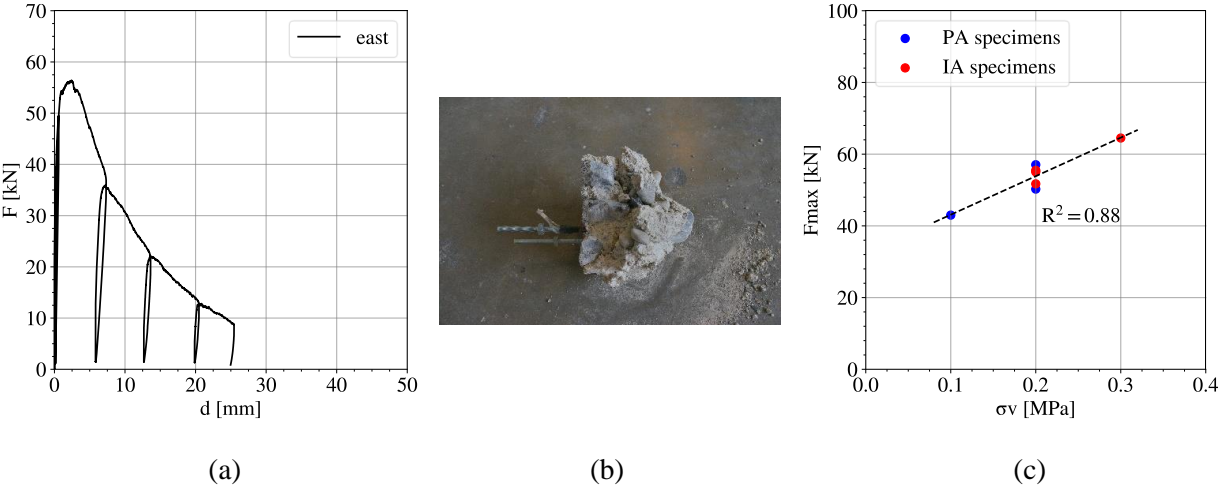 70
60
50
40
30
20
10
0
F [kN]
east
0 10 20 30 40 50
d [mm]
(a)
(b)
100
80
60
40
20
0
Fmax [kN]
PA specimens
IA specimens
R² = 0.88
0.0 0.1 0.2 0.3 0.4
σv [MPa]
(c)